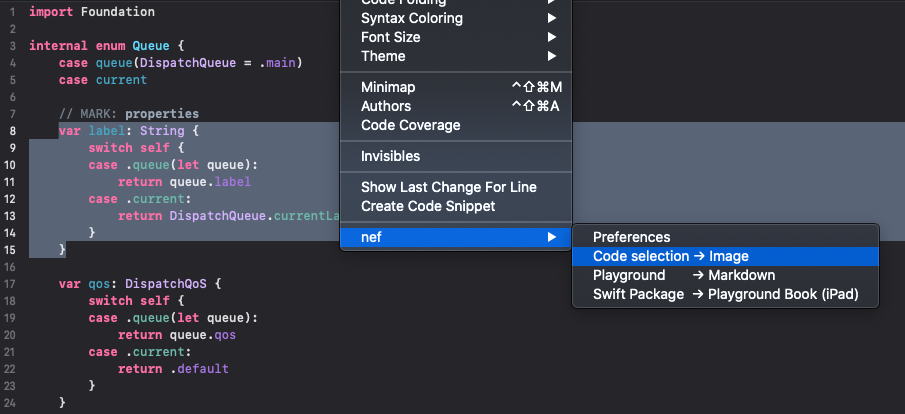 1 import Foundation
2
3 internal enum Queue {
4 case queue(DispatchQueue = .main)
5 case current
6
7 // MARK: properties
8 var label: String {
9 switch self {
10 case .queue(let queue):
11 return queue.label
12 case .current:
13 return DispatchQueue.currentLa
14 }
15 }
16
17 var qos: DispatchQoS {
18 switch self {
19 case .queue(let queue):
20 return queue.qos
21 case .current:
22 return .default
23 }
24 }
Code Folding ▶
Syntax Coloring ▶
Font Size ▶
Theme ▶
Minimap ⌃⇧⌘M
Authors ⌃⇧⌘A
Code Coverage
Invisibles
Show Last Change For Line
Create Code Snippet
nef ▶
Preferences
Code selection → Image
Playground → Markdown
Swift Package → Playground Book (iPad)